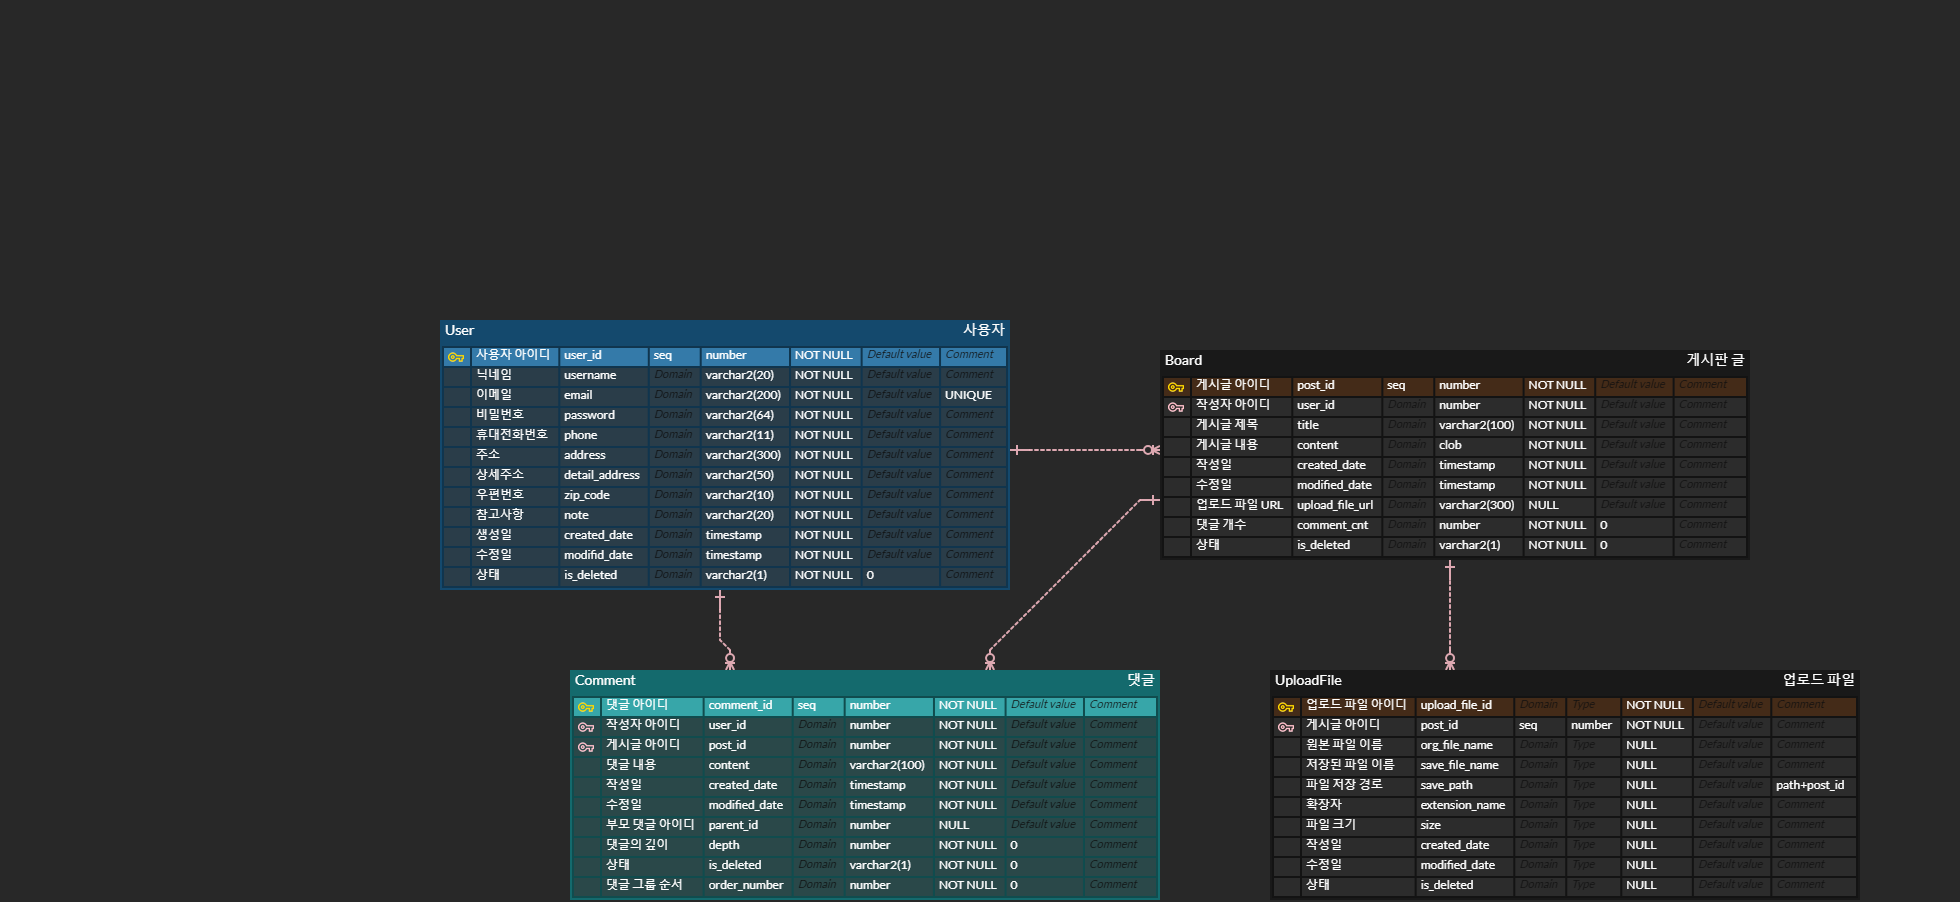 User 사용자
사용자 아이디 user_id seq number NOT NULL Default value Comment
닉네임 username Domain varchar2(20) NOT NULL Default value Comment
이메일 email Domain varchar2(200) NOT NULL Default value UNIQUE
비밀번호 password Domain varchar2(64) NOT NULL Default value Comment
휴대전화번호 phone Domain varchar2(11) NOT NULL Default value Comment
주소 address Domain varchar2(300) NOT NULL Default value Comment
상세주소 detail_address Domain varchar2(50) NOT NULL Default value Comment
우편번호 zip_code Domain varchar2(10) NOT NULL Default value Comment
참고사항 note Domain varchar2(20) NOT NULL Default value Comment
생성일 created_date Domain timestamp NOT NULL Default value Comment
수정일 modifid_date Domain timestamp NOT NULL Default value Comment
상태 is_deleted Domain varchar2(1) NOT NULL 0 Comment
Board 게시판 글
게시글 아이디 post_id seq number NOT NULL Default value Comment
작성자 아이디 user_id Domain number NOT NULL Default value Comment
게시글 제목 title Domain varchar2(100) NOT NULL Default value Comment
게시글 내용 content Domain clob NOT NULL Default value Comment
작성일 created_date Domain timestamp NOT NULL Default value Comment
수정일 modified_date Domain timestamp NOT NULL Default value Comment
업로드 파일 URL upload_file_url Domain varchar2(300) NULL Default value Comment
댓글 개수 comment_cnt Domain number NOT NULL 0 Comment
상태 is_deleted Domain varchar2(1) NOT NULL 0 Comment
Comment 댓글
댓글 아이디 comment_id seq number NOT NULL Default value Comment
작성자 아이디 user_id Domain number NOT NULL Default value Comment
게시글 아이디 post_id Domain number NOT NULL Default value Comment
댓글 내용 content Domain varchar2(100) NOT NULL Default value Comment
작성일 created_date Domain timestamp NOT NULL Default value Comment
수정일 modified_date Domain timestamp NOT NULL Default value Comment
부모 댓글 아이디 parent_id Domain number NULL Default value Comment
댓글의 깊이 depth Domain number NOT NULL 0 Comment
상태 is_deleted Domain varchar2(1) NOT NULL 0 Comment
댓글 그룹 순서 order_number Domain number NOT NULL 0 Comment
UploadFile 업로드 파일
업로드 파일 아이디 upload_file_id Domain Type NOT NULL Default value Comment
게시글 아이디 post_id seq number NOT NULL Default value Comment
원본 파일 이름 org_file_name Domain Type NULL Default value Comment
저장된 파일 이름 save_file_name Domain Type NULL Default value Comment
파일 저장 경로 save_path Domain Type NULL Default value path+post_id
확장자 extension_name Domain Type NULL Default value Comment
파일 크기 size Domain Type NULL Default value Comment
작성일 created_date Domain Type NULL Default value Comment
수정일 modified_date Domain Type NULL Default value Comment
상태 is_deleted Domain Type NULL Default value Comment